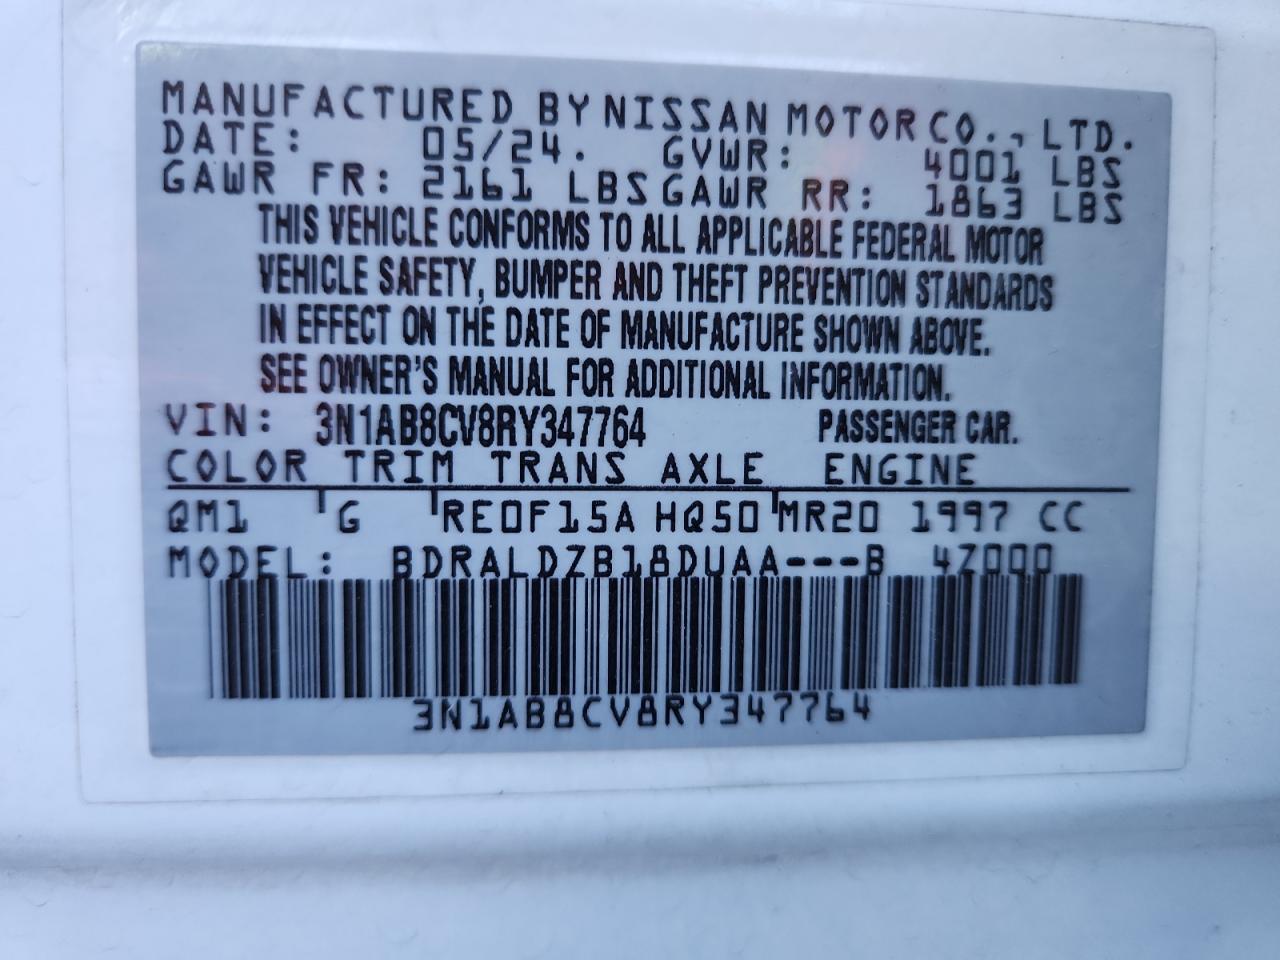 MANUFACTURED BY NISSAN MOTOR CO., LTD.
DATE: 05/24. GVWR: 4001 LBS
GAWR FR: 2161 LBS GAWR RR: 1863 LBS
THIS VEHICLE CONFORMS TO ALL APPLICABLE FEDERAL MOTOR
VEHICLE SAFETY, BUMPER AND THEFT PREVENTION STANDARDS
IN EFFECT ON THE DATE OF MANUFACTURE SHOWN ABOVE.
SEE OWNER'S MANUAL FOR ADDITIONAL INFORMATION.
VIN: 3N1AB8CV8RY347764 PASSENGER CAR.
COLOR TRIM TRANS AXLE ENGINE
QM1 G RE0F15A HQ50 MR20 1997 CC
MODEL: BDRALDZB18DUAA---B 4Z000
3N1AB8CV8RY347764